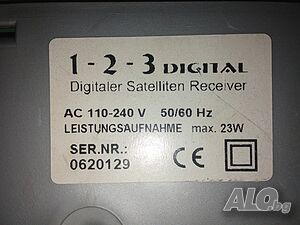 1-2-3 DIGITAL
Digitaler Satelliten Receiver
AC 110-240 V 50/60 Hz
LEISTUNGSAUFNAHME max. 23W
SER.NR.:
0620129
CE
ALO.bg